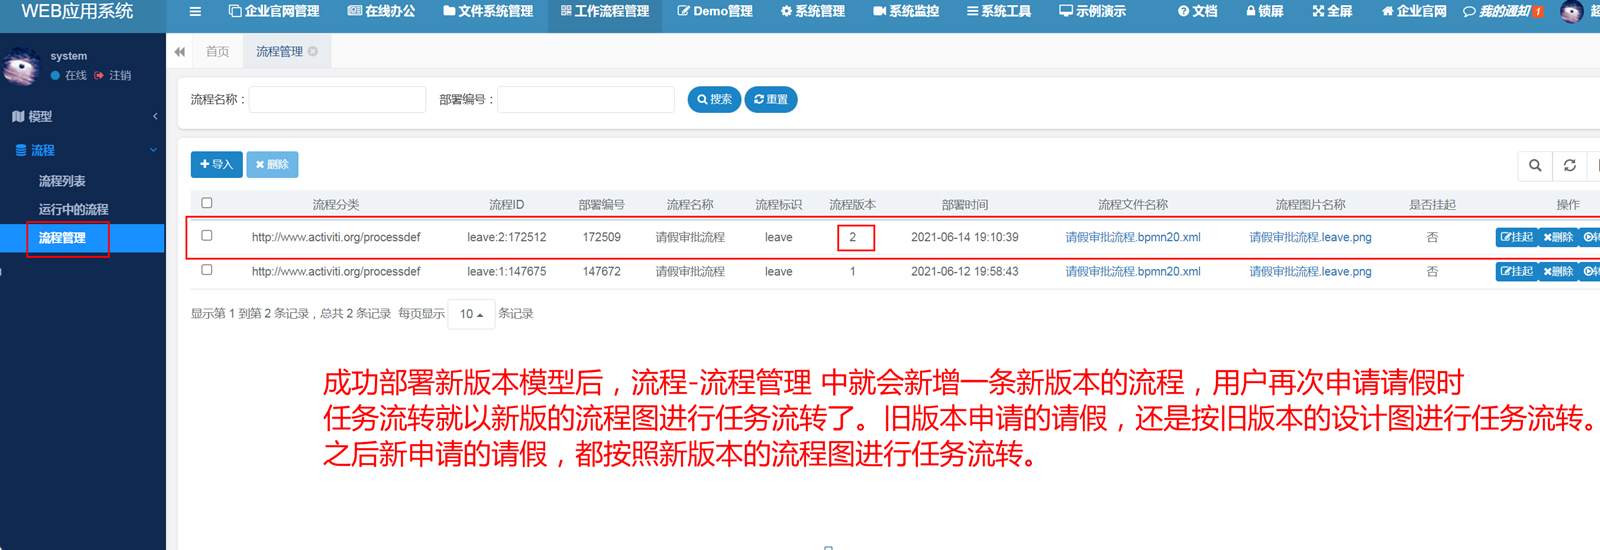 WEB应用系统
企业官网管理 在线办公 文件系统管理 工作流程管理 Demo管理 系统管理 系统监控 系统工具 示例演示 文档 锁屏 全屏 企业官网 我的通知 1
system
在线 注销
首页 流程管理
流程名称： 部署编号： 搜索 重置
模型
流程
流程列表
运行中的流程
流程管理
导入 删除
流程分类 流程ID 部署编号 流程名称 流程标识 流程版本 部署时间 流程文件名称 流程图片名称 是否挂起 操作
http://www.activiti.org/processdef leave:2:172512 172509 请假审批流程 leave 2 2021-06-14 19:10:39 请假审批流程.bpmn20.xml 请假审批流程.leave.png 否 挂起 删除
http://www.activiti.org/processdef leave:1:147675 147672 请假审批流程 leave 1 2021-06-12 19:58:43 请假审批流程.bpmn20.xml 请假审批流程.leave.png 否 挂起 删除
显示第 1 到第 2 条记录，总共 2 条记录 每页显示 10 条记录
成功部署新版本模型后，流程-流程管理 中就会新增一条新版本的流程，用户再次申请请假时
任务流转就以新版的流程图进行任务流转了。旧版本申请的请假，还是按旧版本的设计图进行任务流转。
之后新申请的请假，都按照新版本的流程图进行任务流转。